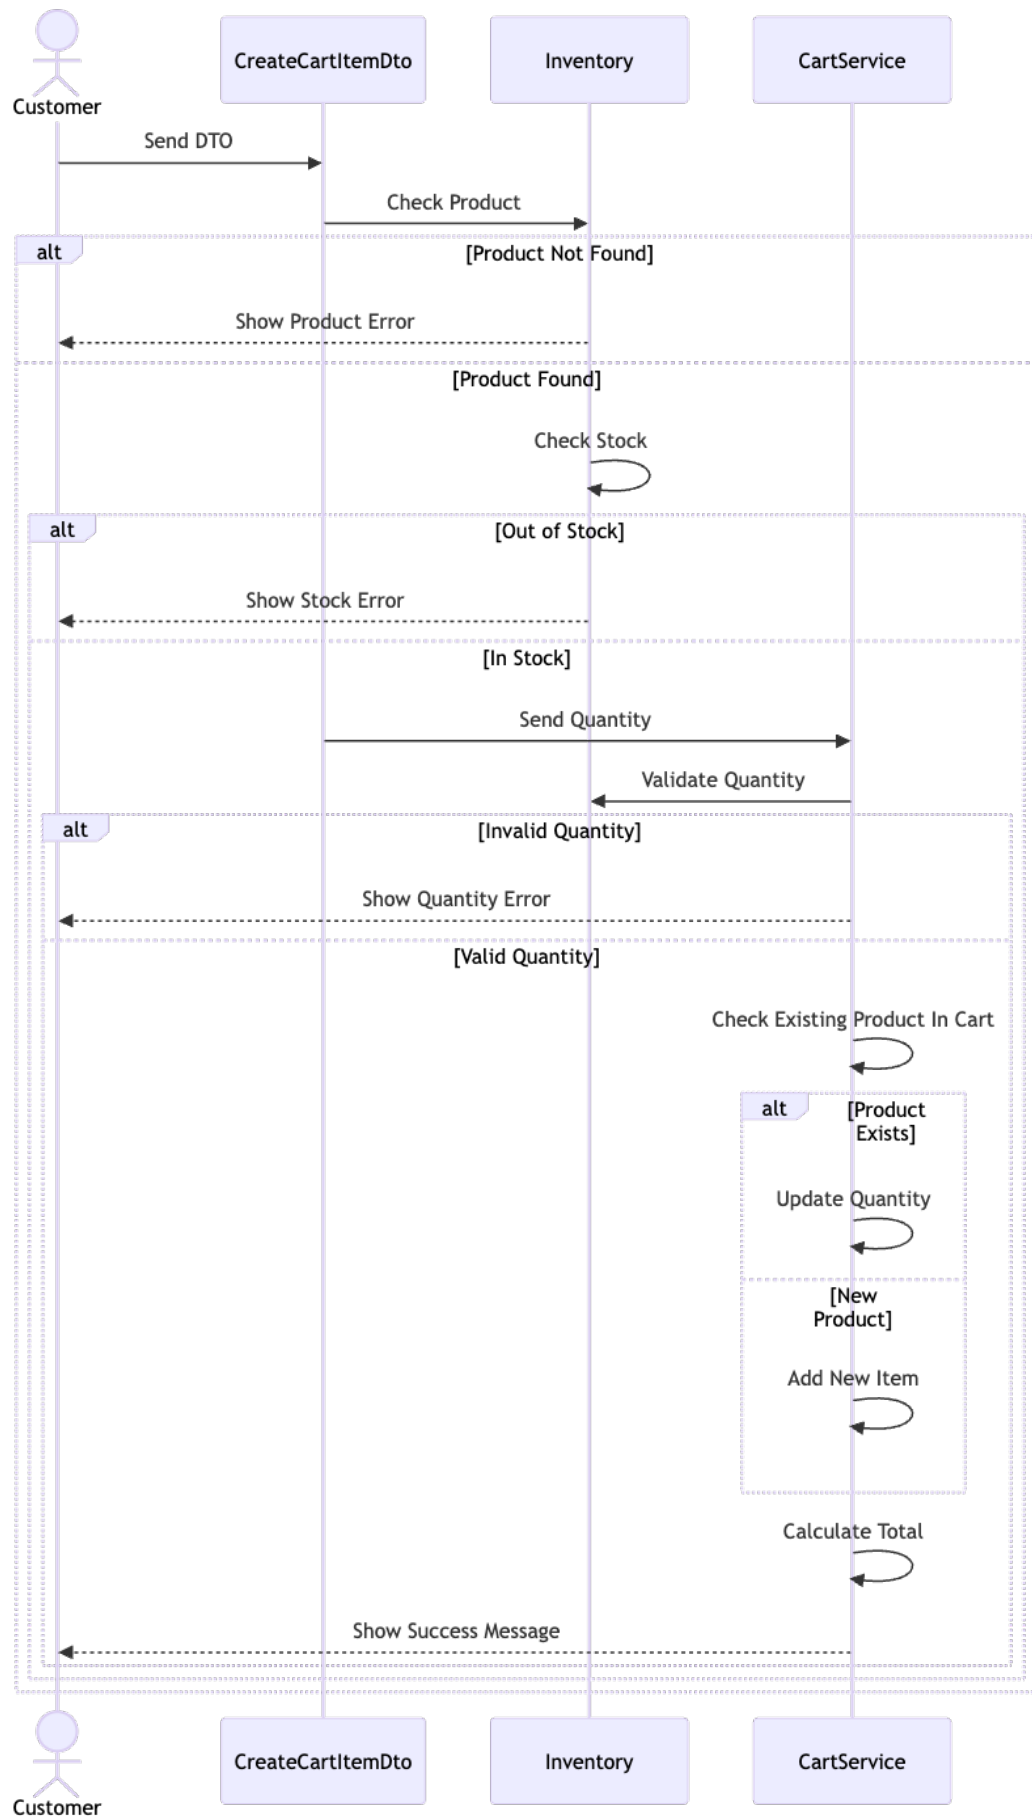 Customer
CreateCartItemDto
Inventory
CartService
Send DTO
Check Product
alt
[Product Not Found]
Show Product Error
[Product Found]
Check Stock
alt
[Out of Stock]
Show Stock Error
[In Stock]
Send Quantity
Validate Quantity
alt
[Invalid Quantity]
Show Quantity Error
[Valid Quantity]
Check Existing Product In Cart
alt
[Product
Exists]
Update Quantity
[New
Product]
Add New Item
Calculate Total
Show Success Message
Customer
CreateCartItemDto
Inventory
CartService